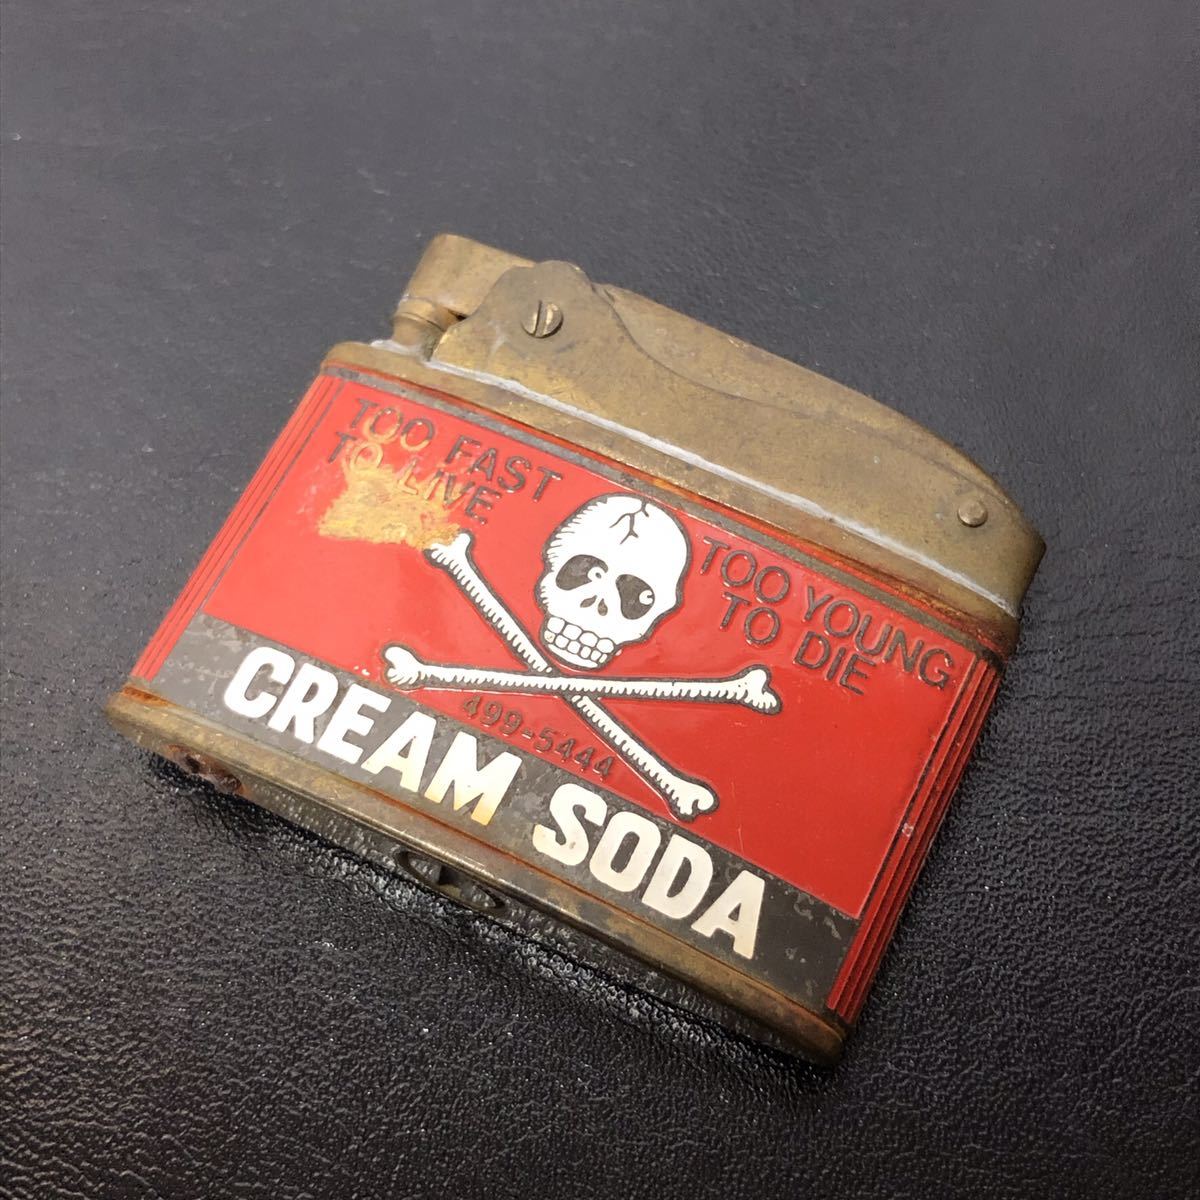 TOO FAST
TO LIVE
TOO YOUNG
TO DIE
499-5444
CREAM SODA